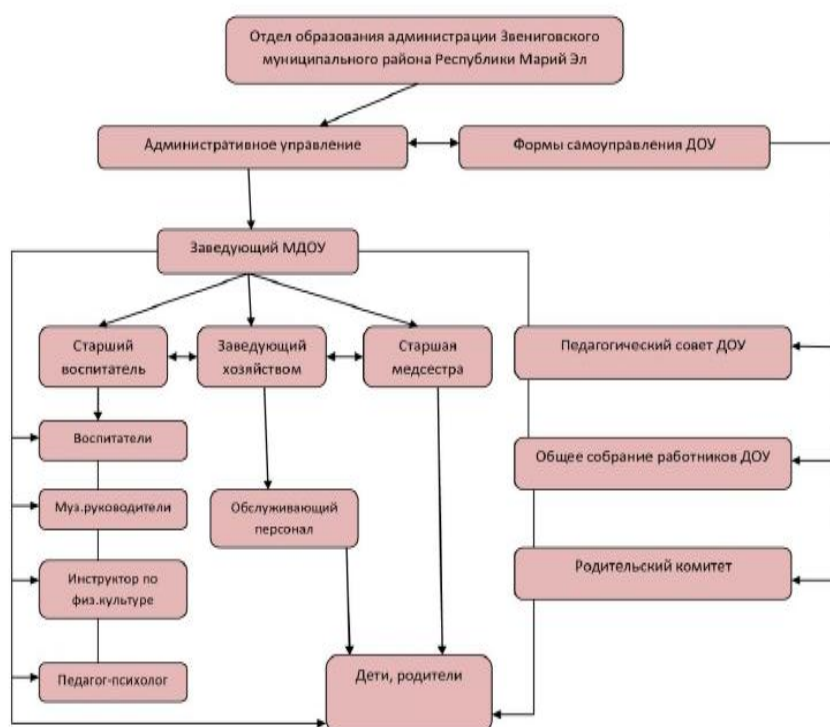 Отдел образования администрации Звениговского
муниципального района Республики Марий Эл
Административное управление
Формы самоуправления ДОУ
Заведующий МДОУ
Старший
воспитатель
Заведующий
хозяйством
Старшая
медсестра
Педагогический совет ДОУ
Воспитатели
Общее собрание работников ДОУ
Муз.руководители
Обслуживающий
персонал
Инструктор по
физ.культуре
Родительский комитет
Педагог-психолог
Дети, родители